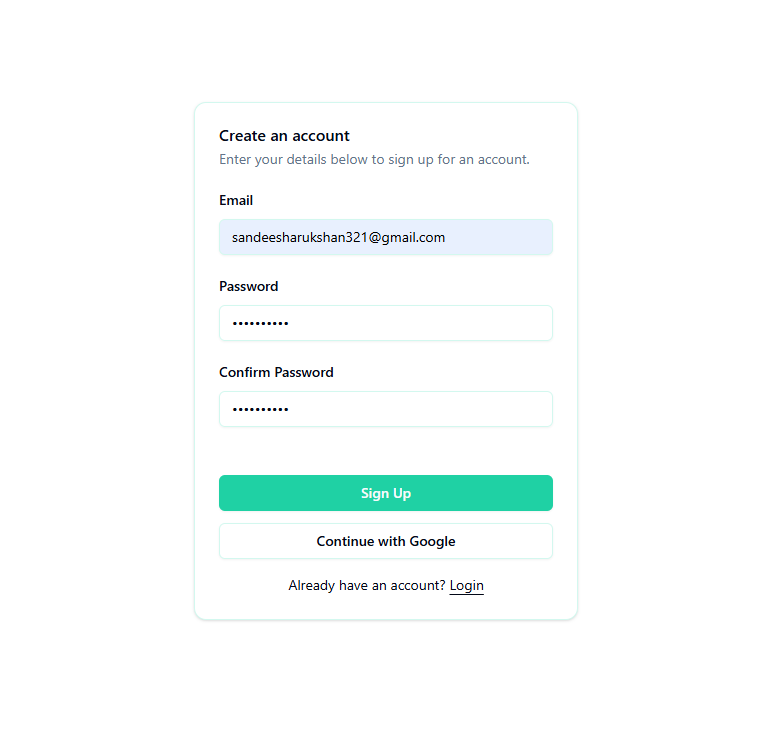 Create an account
Enter your details below to sign up for an account.
Email
sandeesharukshan321@gmail.com
Password
••••••••••
Confirm Password
••••••••••
Sign Up
Continue with Google
Already have an account? Login